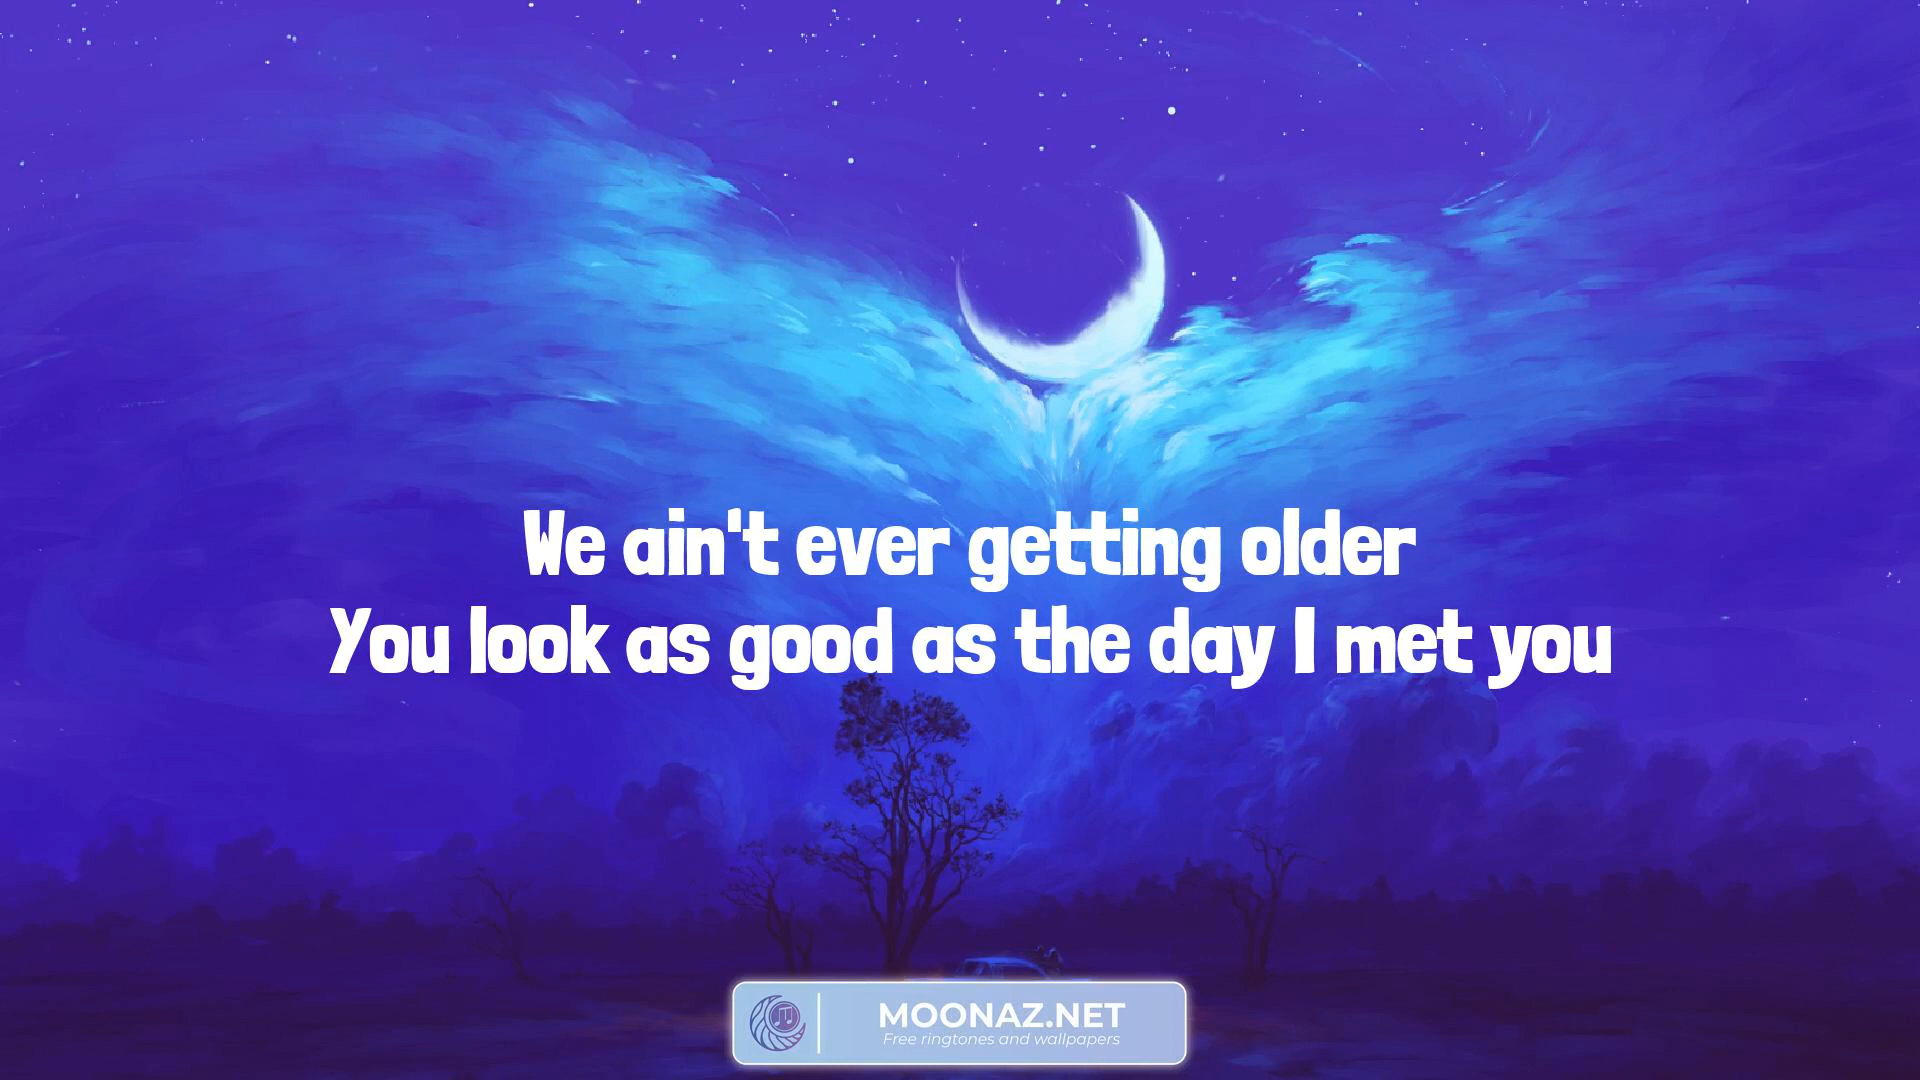 We ain't ever getting older
You look as good as the day I met you
MOONAZ.NET
Free ringtones and wallpapers